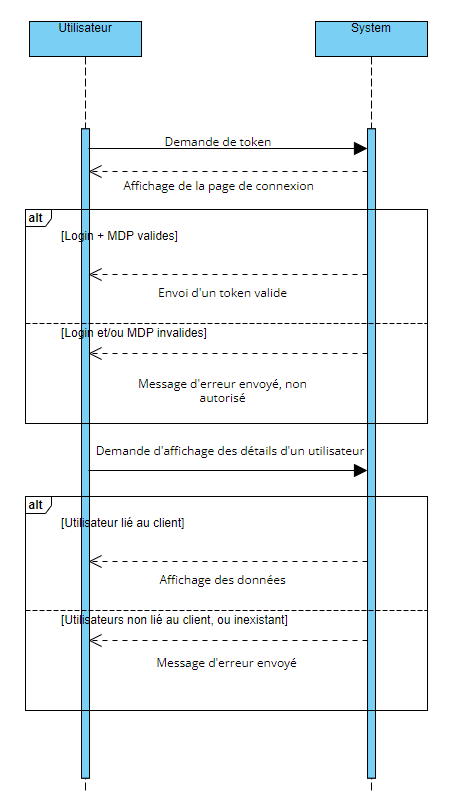 Utilisateur
System
Demande de token
Affichage de la page de connexion
alt
[Login + MDP valides]
Envoi d'un token valide
[Login et/ou MDP invalides]
Message d'erreur envoyé, non
autorisé
Demande d'affichage des détails d'un utilisateur
alt
[Utilisateur lié au client]
Affichage des données
[Utilisateurs non lié au client, ou inexistant]
Message d'erreur envoyé